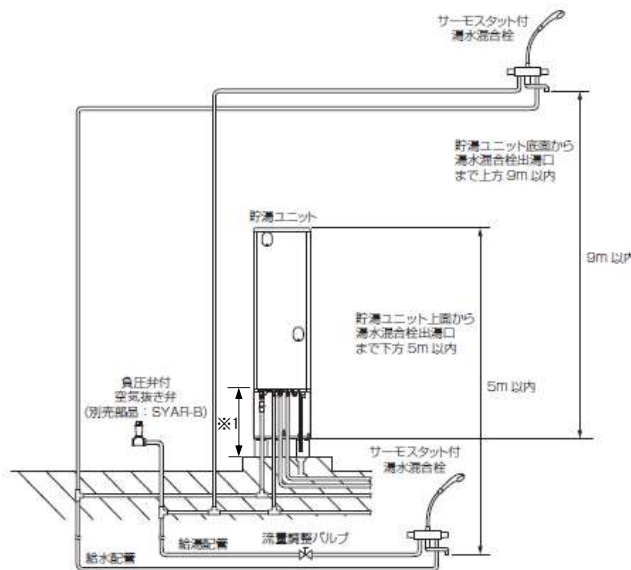 サーモスタット付
湯水混合栓
貯湯ユニット底面から
湯水混合栓出湯口
まで上方 9m 以内
9m 以内
貯湯ユニット
貯湯ユニット上面から
湯水混合栓出湯口
まで下方 5m 以内
5m 以内
負圧弁付
空気抜き弁
(別売部品：SYAR-B)
※1
サーモスタット付
湯水混合栓
給湯配管
流量調整バルブ
給水配管